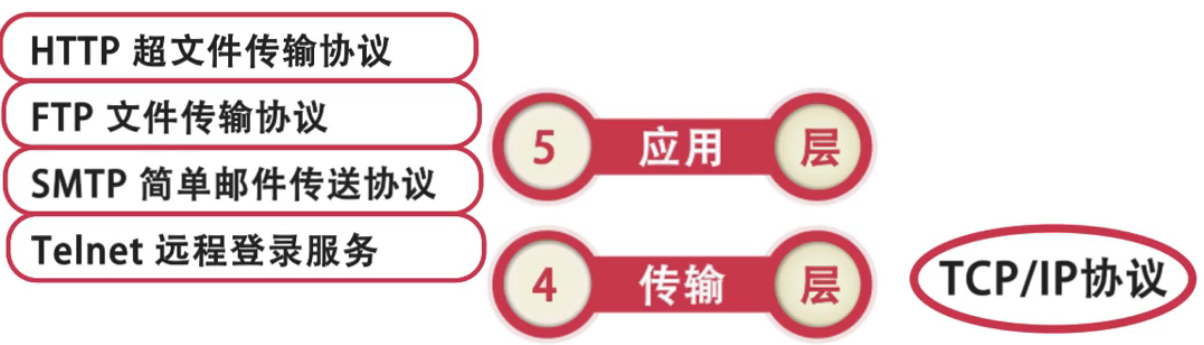 HTTP 超文件传输协议
FTP 文件传输协议
SMTP 简单邮件传送协议
Telnet 远程登录服务
5 应用 层
4 传输 层
TCP/IP协议